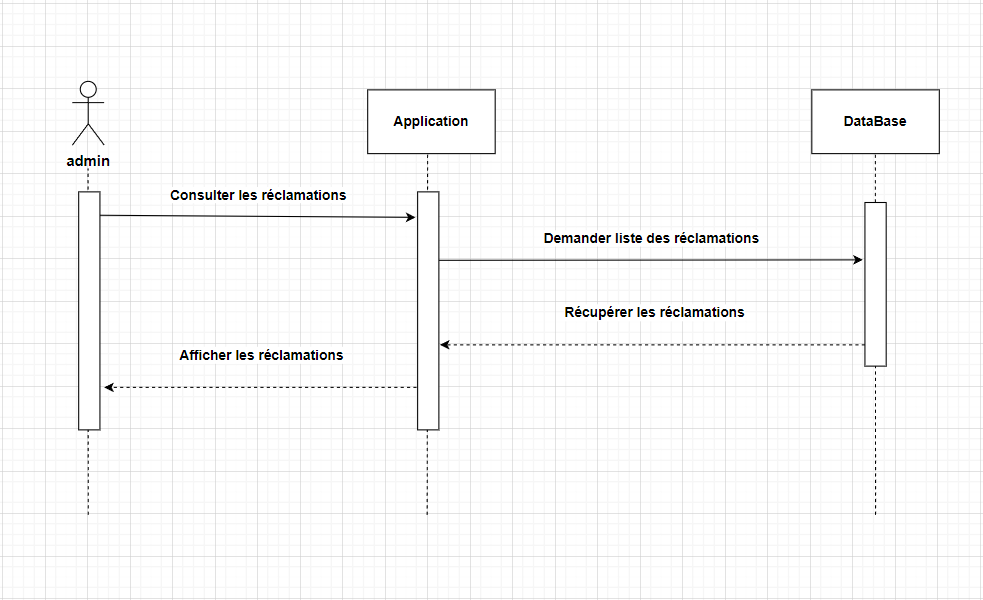 Application
DataBase
admin
Consulter les réclamations
Demander liste des réclamations
Récupérer les réclamations
Afficher les réclamations